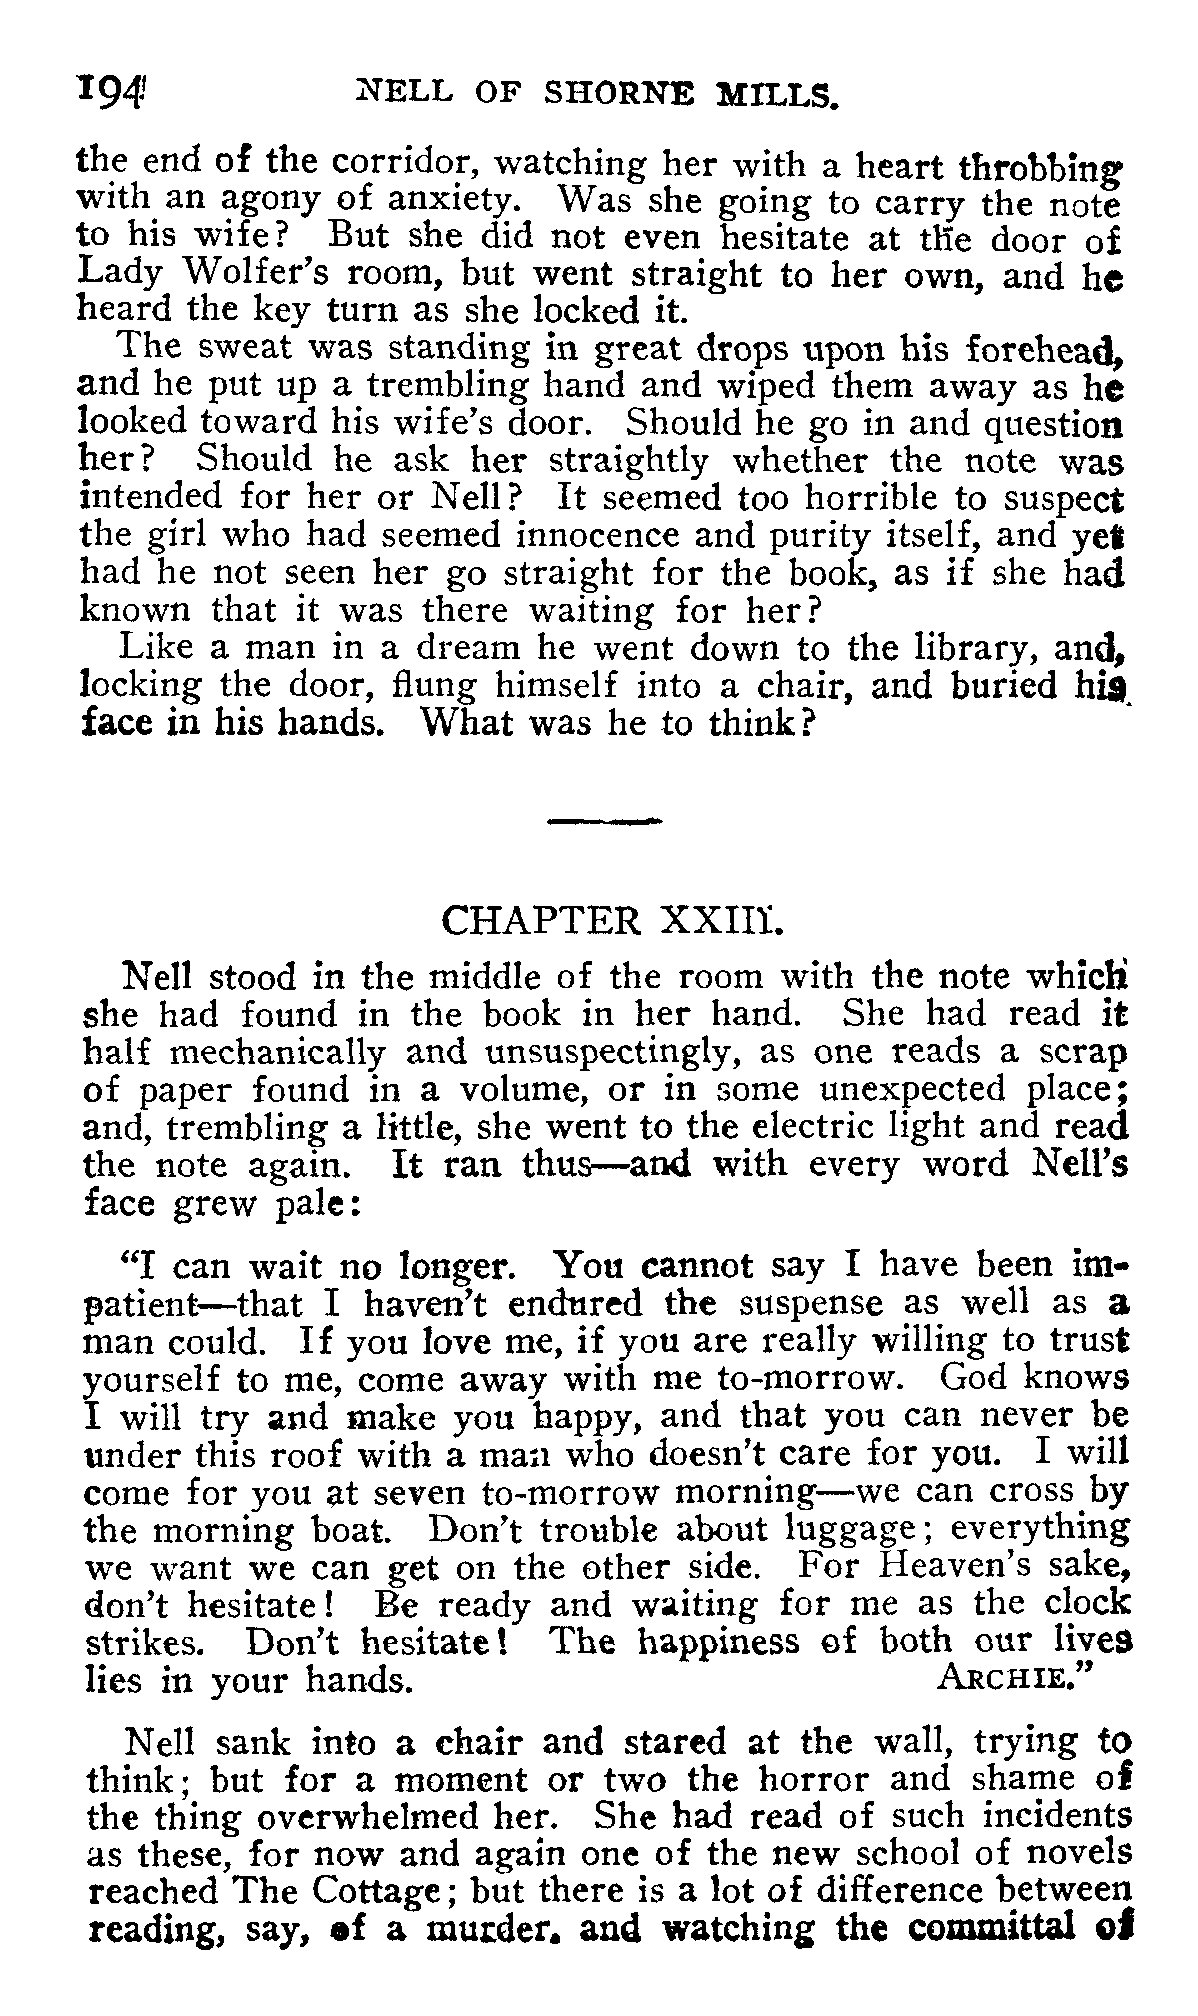 194 NELL OF SHORNE MILLS.
the end of the corridor, watching her with a heart throbbing
with an agony of anxiety. Was she going to carry the note
to his wife? But she did not even hesitate at the door of
Lady Wolfer's room, but went straight to her own, and he
heard the key turn as she locked it.
The sweat was standing in great drops upon his forehead,
and he put up a trembling hand and wiped them away as he
looked toward his wife's door. Should he go in and question
her? Should he ask her straightly whether the note was
intended for her or Nell? It seemed too horrible to suspect
the girl who had seemed innocence and purity itself, and yet
had he not seen her go straight for the book, as if she had
known that it was there waiting for her?
Like a man in a dream he went down to the library, and,
locking the door, flung himself into a chair, and buried his
face in his hands. What was he to think?
CHAPTER XXIII.
Nell stood in the middle of the room with the note which
she had found in the book in her hand. She had read it
half mechanically and unsuspectingly, as one reads a scrap
of paper found in a volume, or in some unexpected place;
and, trembling a little, she went to the electric light and read
the note again. It ran thus—and with every word Nell's
face grew pale:
"I can wait no longer. You cannot say I have been im-
patient—that I haven't endured the suspense as well as a
man could. If you love me, if you are really willing to trust
yourself to me, come away with me to-morrow. God knows
I will try and make you happy, and that you can never be
under this roof with a man who doesn't care for you. I will
come for you at seven to-morrow morning—we can cross by
the morning boat. Don't trouble about luggage; everything
we want we can get on the other side. For Heaven's sake,
don't hesitate! Be ready and waiting for me as the clock
strikes. Don't hesitate! The happiness of both our lives
lies in your hands. ARCHIE."
Nell sank into a chair and stared at the wall, trying to
think; but for a moment or two the horror and shame of
the thing overwhelmed her. She had read of such incidents
as these, for now and again one of the new school of novels
reached The Cottage; but there is a lot of difference between
reading, say, of a murder, and watching the committal of